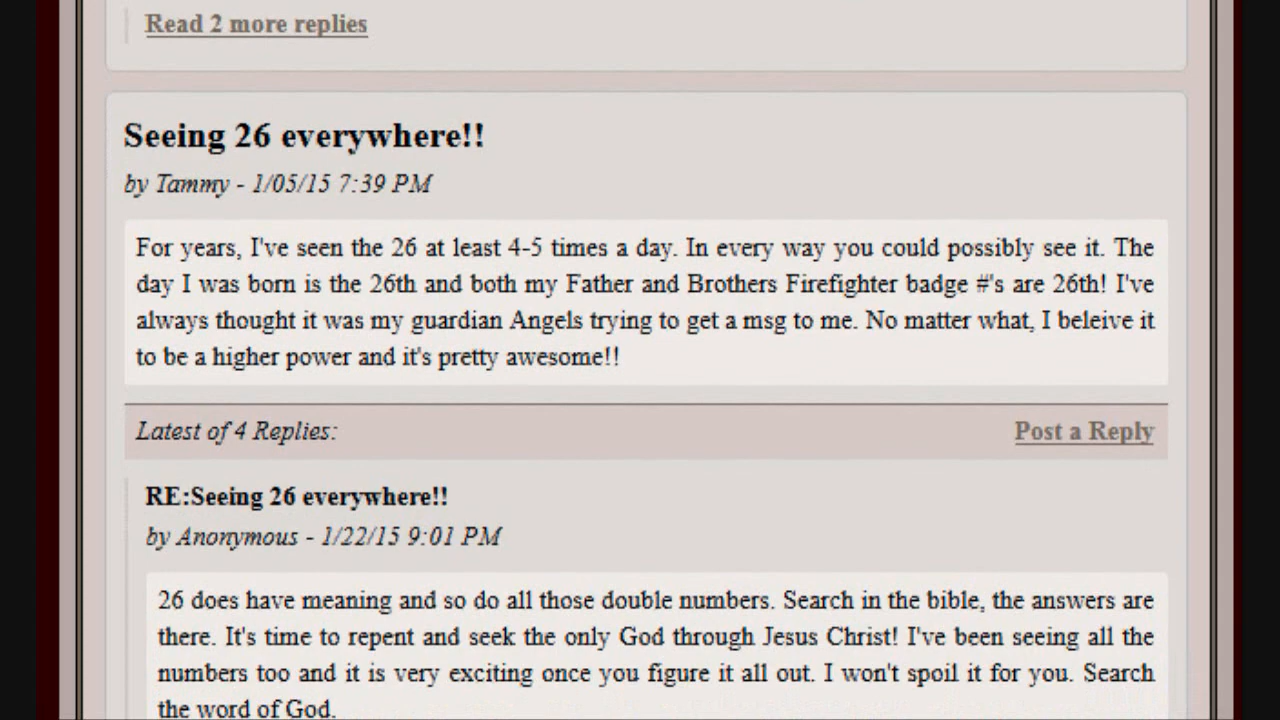 Read 2 more replies
Seeing 26 everywhere!!
by Tammy - 1/05/15 7:39 PM
For years, I've seen the 26 at least 4-5 times a day. In every way you could possibly see it. The
day I was born is the 26th and both my Father and Brothers Firefighter badge #'s are 26th! I've
always thought it was my guardian Angels trying to get a msg to me. No matter what, I beleive it
to be a higher power and it's pretty awesome!!
Latest of 4 Replies:
Post a Reply
RE:Seeing 26 everywhere!!
by Anonymous - 1/22/15 9:01 PM
26 does have meaning and so do all those double numbers. Search in the bible, the answers are
there. It's time to repent and seek the only God through Jesus Christ! I've been seeing all the
numbers too and it is very exciting once you figure it all out. I won't spoil it for you. Search
the word of God.